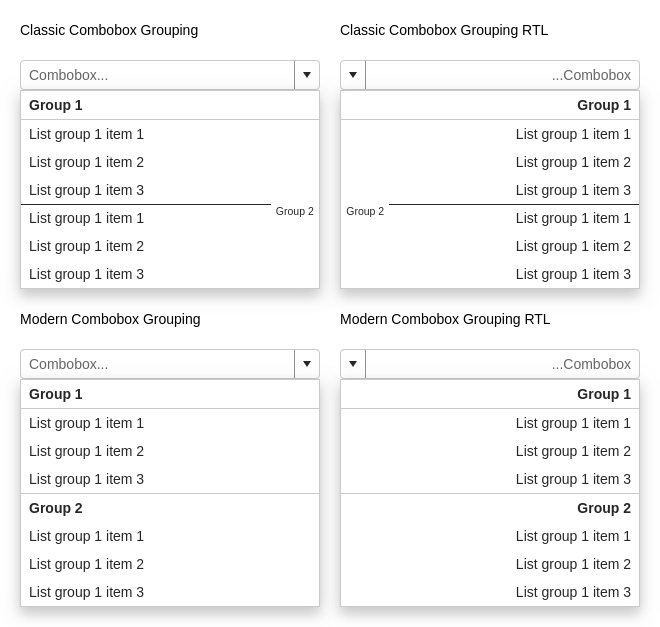 Classic Combobox Grouping
Combobox...
Group 1
List group 1 item 1
List group 1 item 2
List group 1 item 3
Group 2
List group 1 item 1
List group 1 item 2
List group 1 item 3
Classic Combobox Grouping RTL
...Combobox
Group 1
List group 1 item 1
List group 1 item 2
List group 1 item 3
Group 2
List group 1 item 1
List group 1 item 2
List group 1 item 3
Modern Combobox Grouping
Combobox...
Group 1
List group 1 item 1
List group 1 item 2
List group 1 item 3
Group 2
List group 1 item 1
List group 1 item 2
List group 1 item 3
Modern Combobox Grouping RTL
...Combobox
Group 1
List group 1 item 1
List group 1 item 2
List group 1 item 3
Group 2
List group 1 item 1
List group 1 item 2
List group 1 item 3